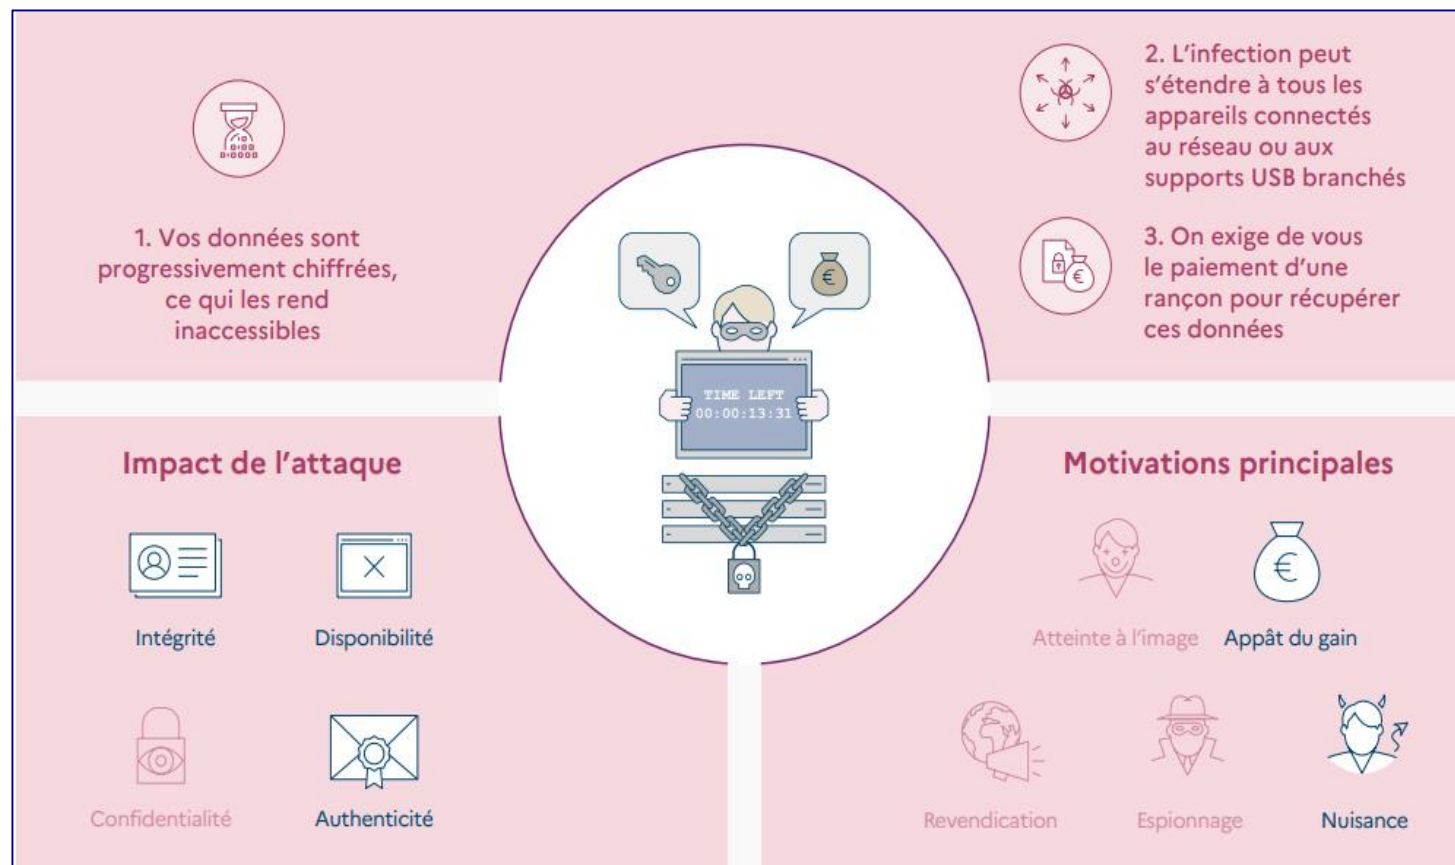 1. Vos données sont
progressivement chiffrées,
ce qui les rend
inaccessibles
2. L'infection peut
s'étendre à tous les
appareils connectés
au réseau ou aux
supports USB branchés
3. On exige de vous
le paiement d'une
rançon pour récupérer
ces données
€
€
TIME LEFT
00:00:13:31
Impact de l'attaque
Intégrité
Disponibilité
Confidentialité
Authenticité
Motivations principales
€
Atteinte à l'image
Appât du gain
Revendication
Espionnage
Nuisance